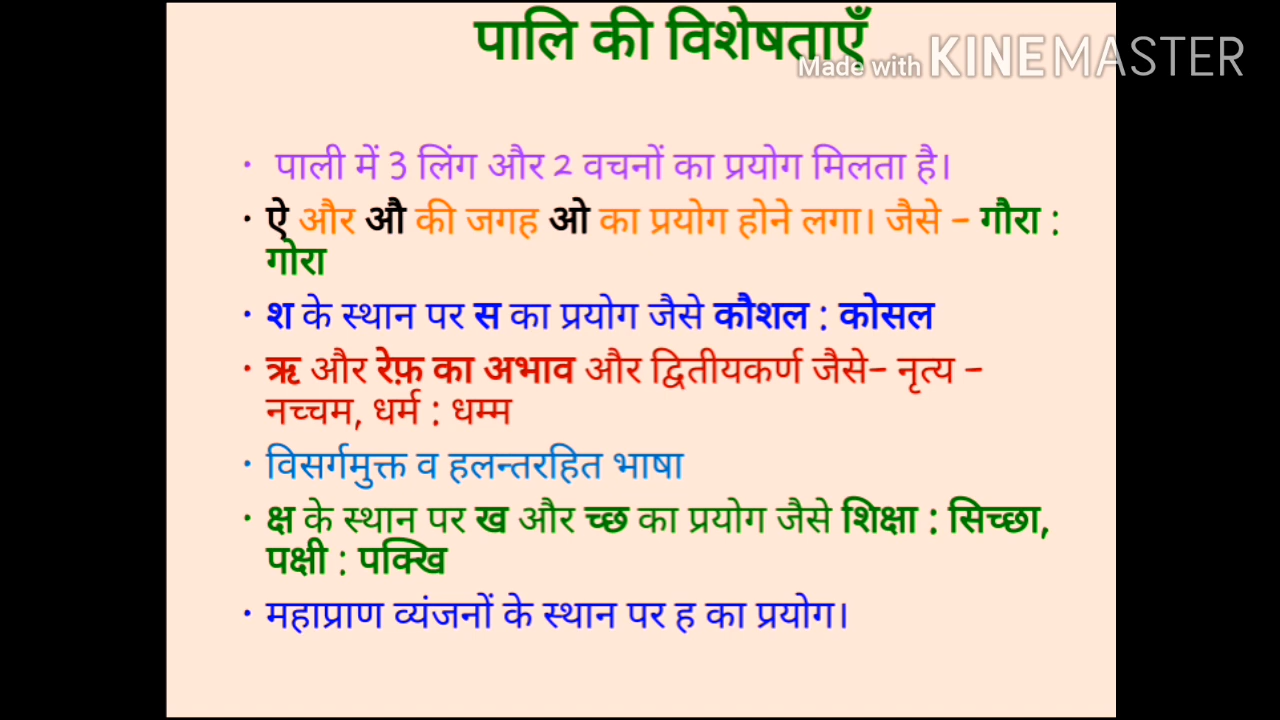 पालि की विशेषताएँ
Made with KINEMASTER
• पाली में 3 लिंग और 2 वचनों का प्रयोग मिलता है।
• ऐ और औ की जगह ओ का प्रयोग होने लगा। जैसे – गौरा :
गोरा
• श के स्थान पर स का प्रयोग जैसे कौशल : कोसल
• ऋ और रेफ़ का अभाव और द्वितीयकर्ण जैसे– नृत्य –
नच्चम, धर्म : धम्म
• विसर्गमुक्त व हलन्तरहित भाषा
• क्ष के स्थान पर ख और च्छ का प्रयोग जैसे शिक्षा : सिच्छा,
पक्षी : पक्खि
• महाप्राण व्यंजनों के स्थान पर ह का प्रयोग।